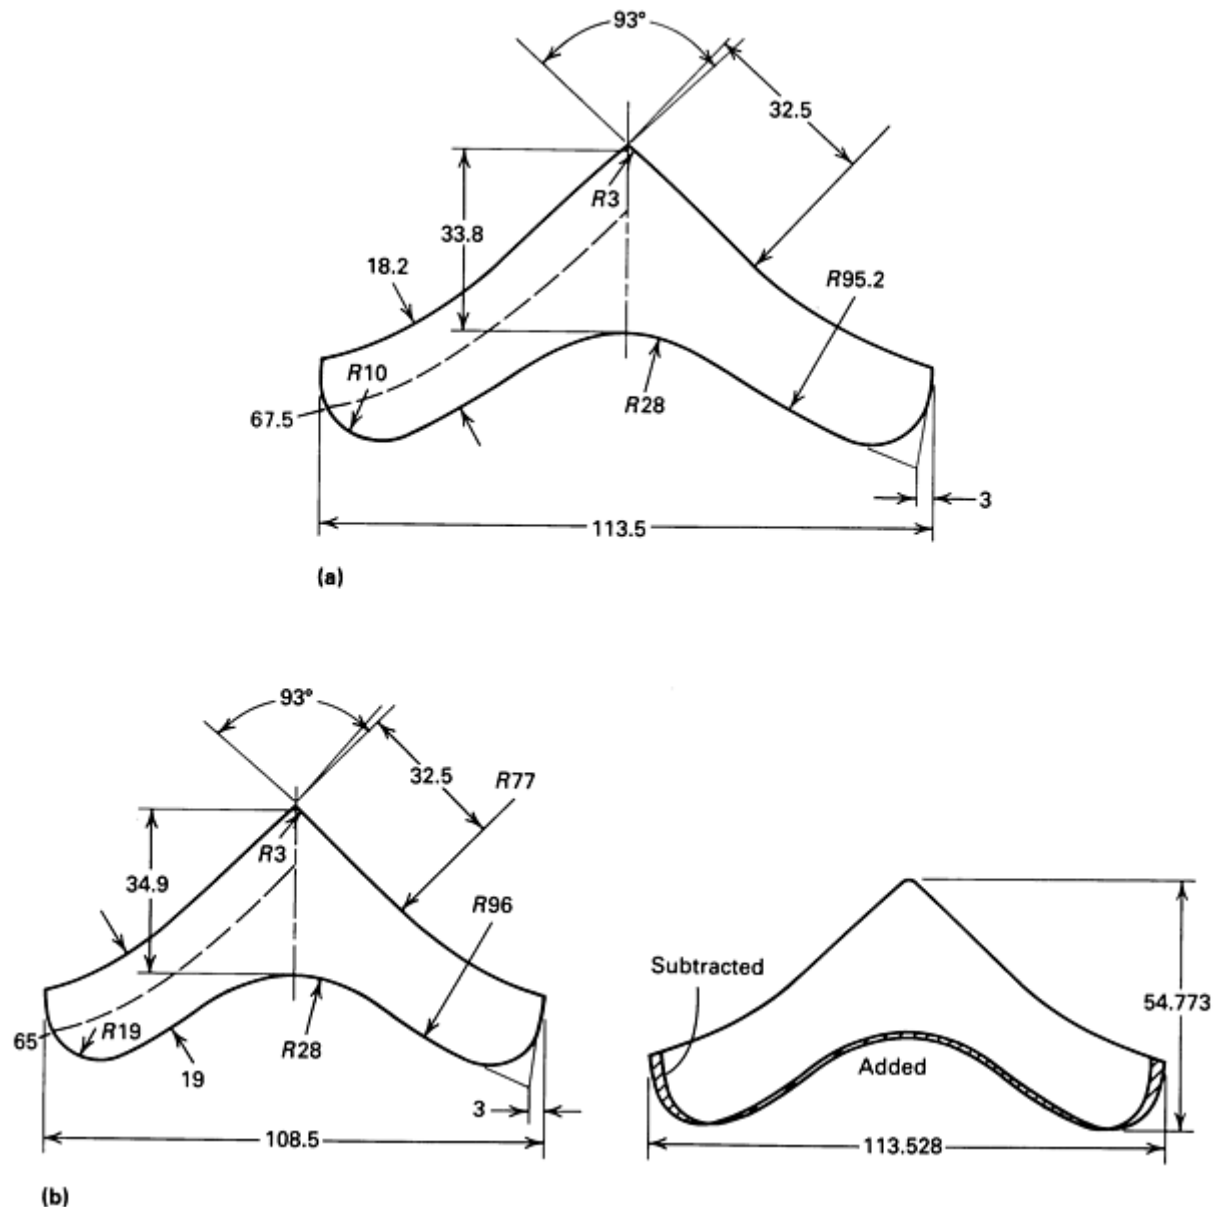 93°
32.5
R3
33.8
18.2
R95.2
R10
R28
67.5
3
113.5
(a)
93°
32.5
R77
R3
34.9
R96
Subtracted
54.773
65
R19
R28
Added
19
3
108.5
113.528
(b)